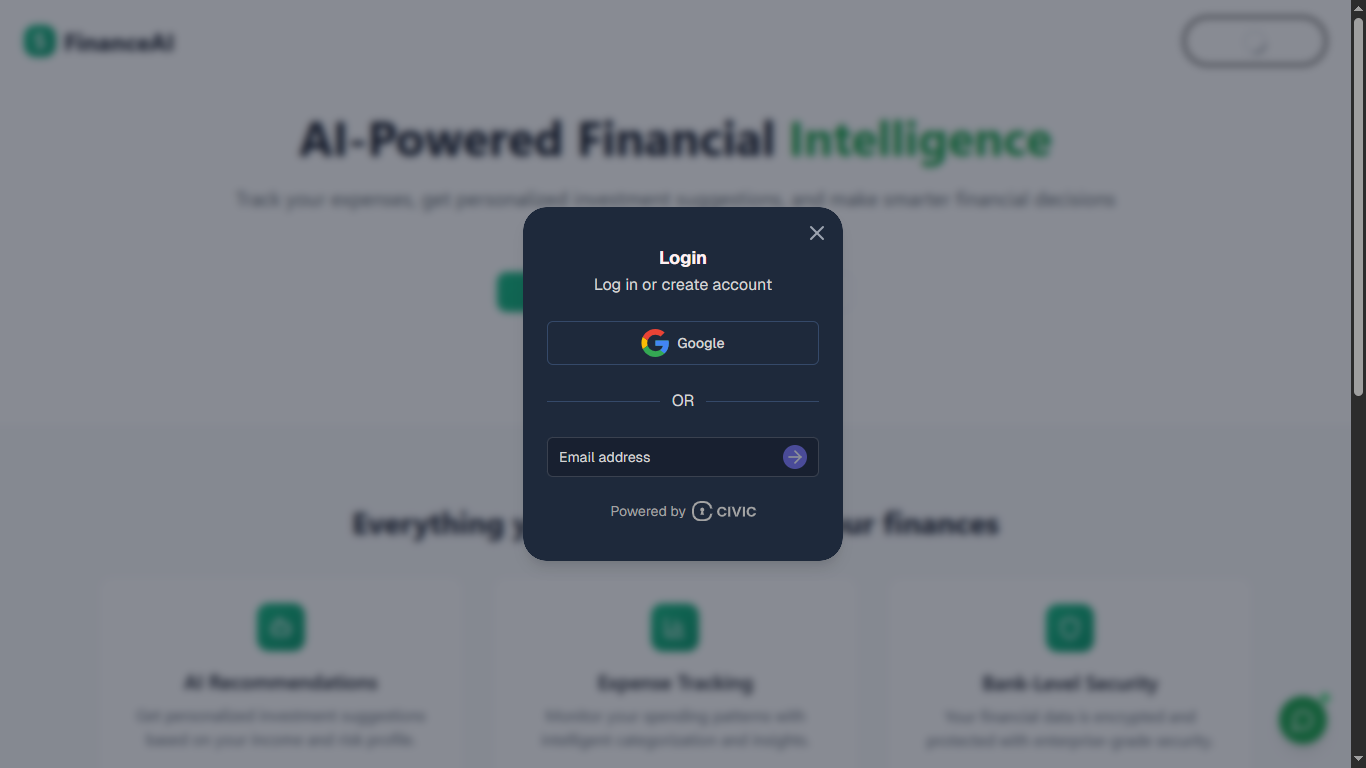 FinanceAI
AI-Powered Financial Intelligence
Track your expenses, get personalized investment suggestions, and make smarter financial decisions
Login
Log in or create account
Google
OR
Email address
Powered by CIVIC
Everything your finances
AI Recommendations
Expense Tracking
Bank-Level Security
Get personalized investment suggestions
based on your income and risk profile.
Monitor your spending patterns with
intelligent categorization and insights.
Your financial data is encrypted and
protected with enterprise-grade security.